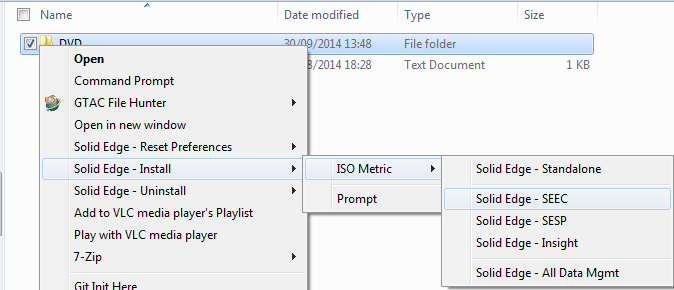 Name Date modified Type Size
DVD 30/09/2014 13:48 File folder
/2014 18:28 Text Document 1 KB
Open
Command Prompt
GTAC File Hunter
Open in new window
Solid Edge - Reset Preferences
Solid Edge - Install
Solid Edge - Uninstall
Add to VLC media player's Playlist
Play with VLC media player
7-Zip
Git Init Here
ISO Metric
Prompt
Solid Edge - Standalone
Solid Edge - SEEC
Solid Edge - SESP
Solid Edge - Insight
Solid Edge - All Data Mgmt